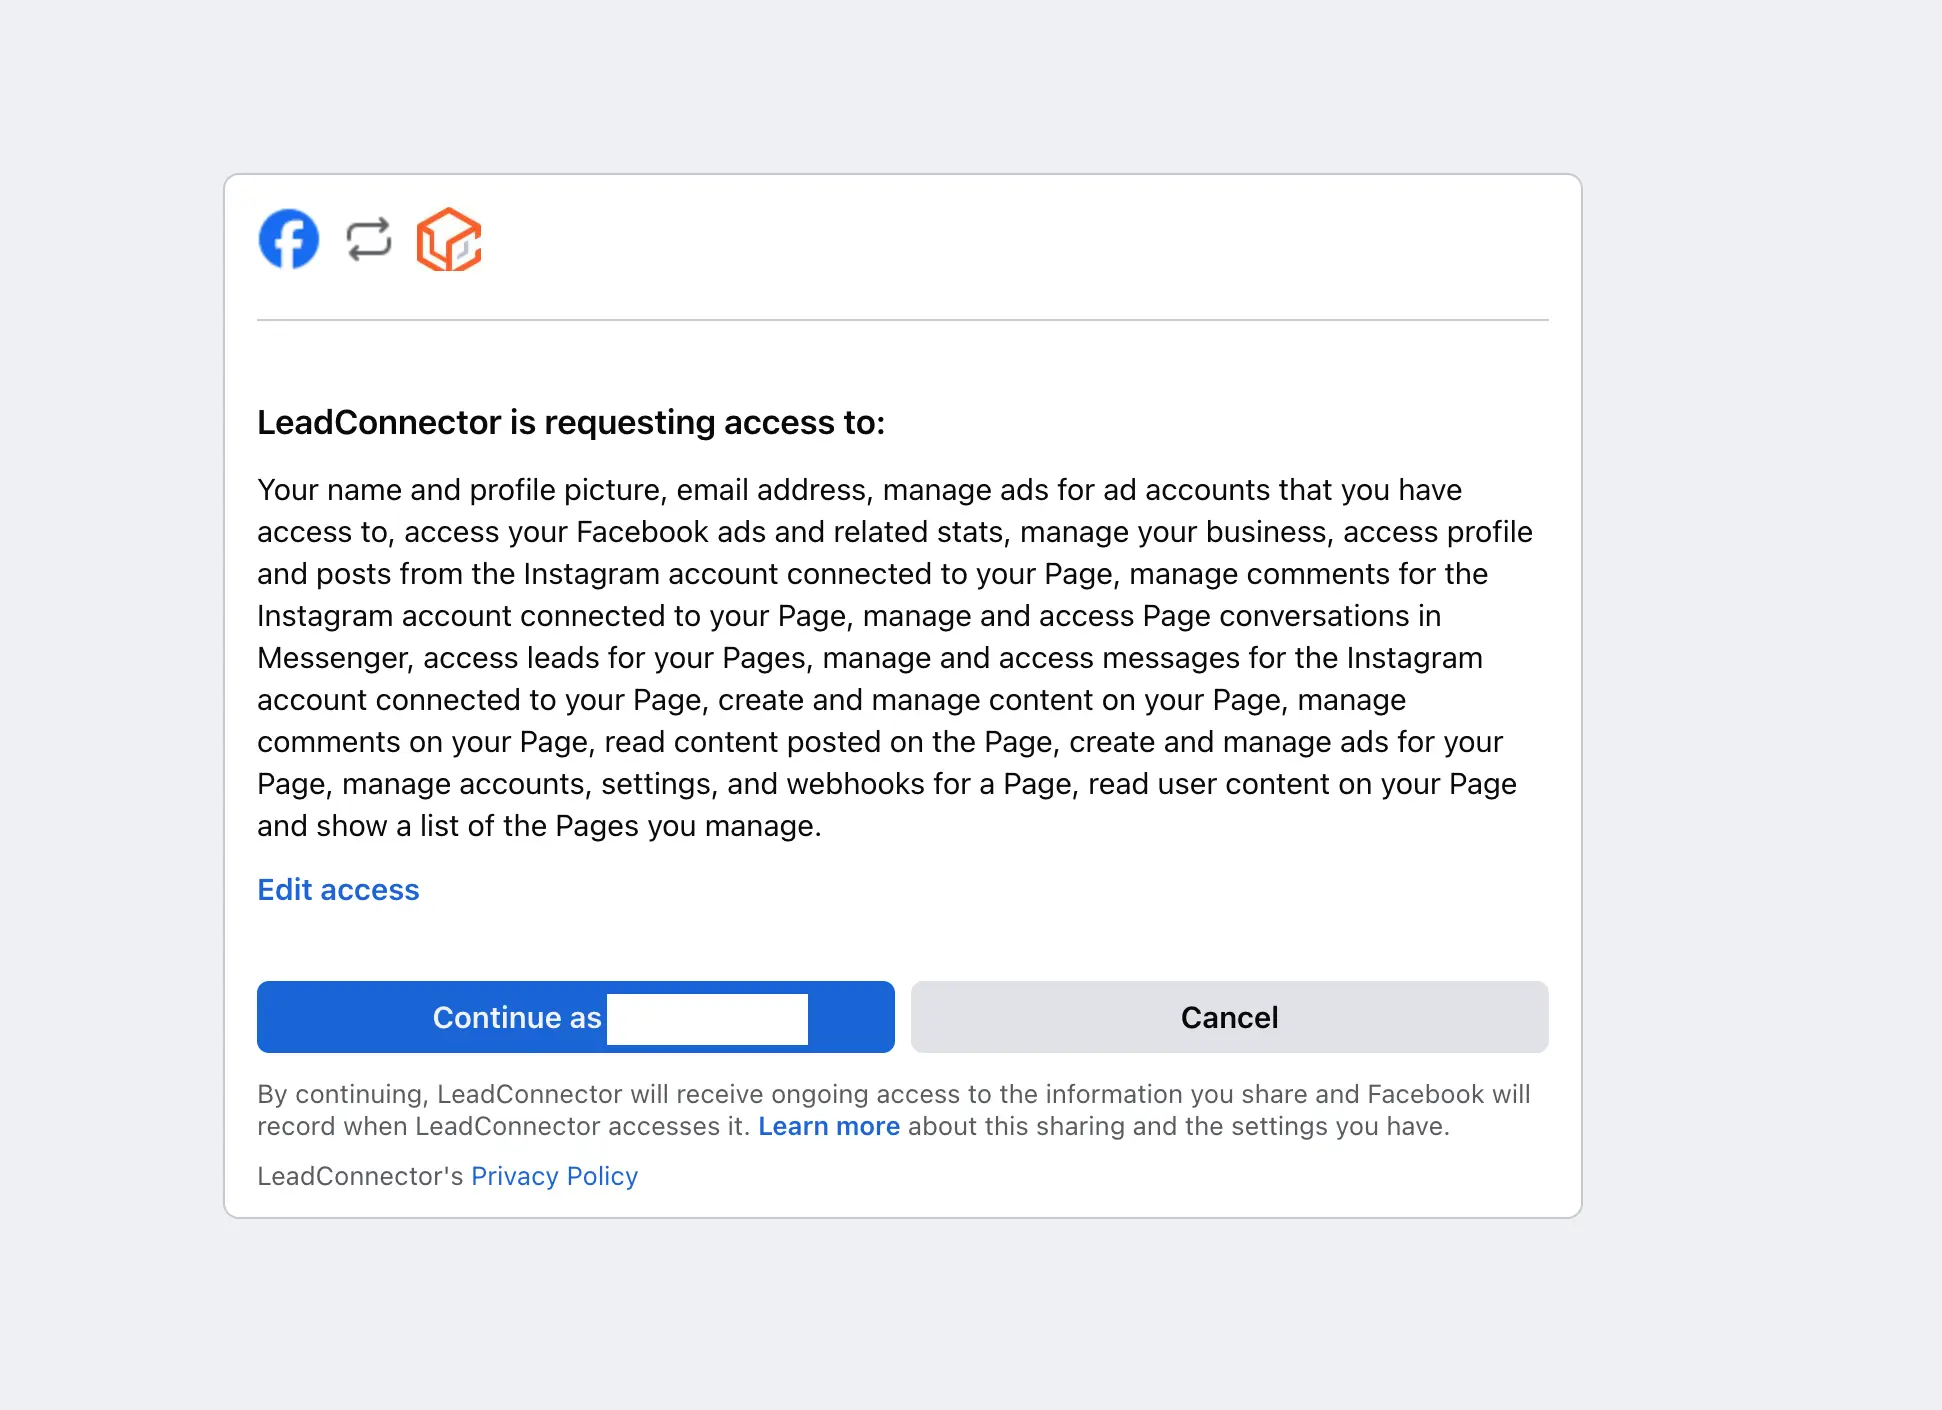 LeadConnector is requesting access to:
Your name and profile picture, email address, manage ads for ad accounts that you have
access to, access your Facebook ads and related stats, manage your business, access profile
and posts from the Instagram account connected to your Page, manage comments for the
Instagram account connected to your Page, manage and access Page conversations in
Messenger, access leads for your Pages, manage and access messages for the Instagram
account connected to your Page, create and manage content on your Page, manage
comments on your Page, read content posted on the Page, create and manage ads for your
Page, manage accounts, settings, and webhooks for a Page, read user content on your Page
and show a list of the Pages you manage.
Edit access
Continue as
Cancel
By continuing, LeadConnector will receive ongoing access to the information you share and Facebook will
record when LeadConnector accesses it. Learn more about this sharing and the settings you have.
LeadConnector's Privacy Policy